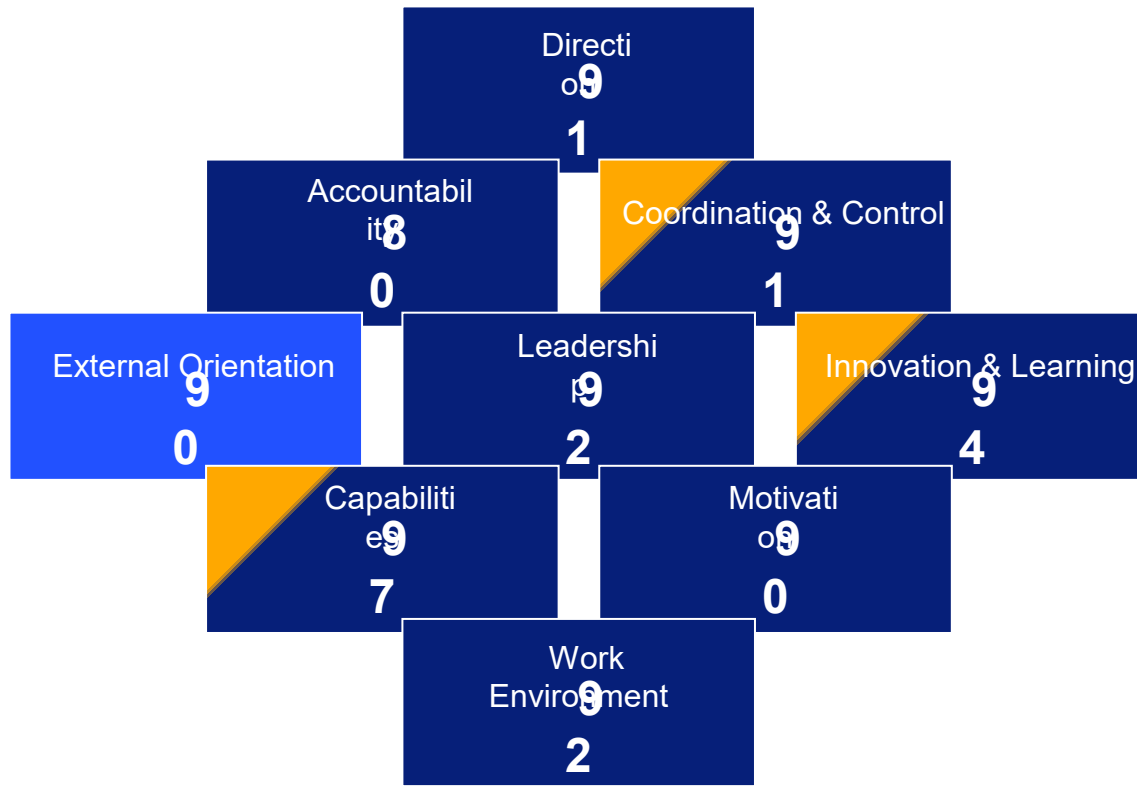 Directi
on
9
1
Accountabil
ity
8
0
Coordination & Control
9
1
External Orientation
9
0
Leadershi
p
9
2
Innovation & Learning
9
4
Capabiliti
es
9
7
Motivati
on
9
0
Work
Environment
9
2